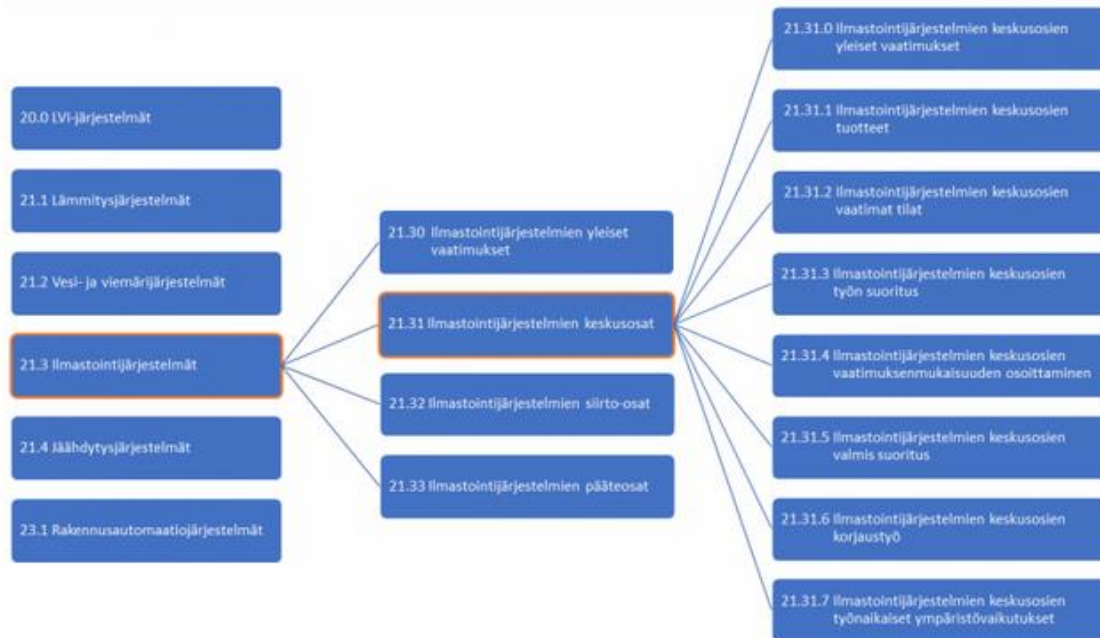 20.0 LVI-järjestelmät
21.1 Lämmitysjärjestelmät
21.2 Vesi- ja viemärijärjestelmät
21.3 Ilmastointijärjestelmät
21.4 Jäähdytysjärjestelmät
23.1 Rakennusautomaatiojärjestelmät
21.30 Ilmastointijärjestelmien yleiset
vaatimukset
21.31 Ilmastointijärjestelmien keskusosat
21.32 Ilmastointijärjestelmien siirto-osat
21.33 Ilmastointijärjestelmien pääteosat
21.31.0 Ilmastointijärjestelmien keskusosien
yleiset vaatimukset
21.31.1 Ilmastointijärjestelmien keskusosien
tuotteet
21.31.2 Ilmastointijärjestelmien keskusosien
vaatimat tilat
21.31.3 Ilmastointijärjestelmien keskusosien
työn suoritus
21.31.4 Ilmastointijärjestelmien keskusosien
vaatimuksenmukaisuuden osoittaminen
21.31.5 Ilmastointijärjestelmien keskusosien
valmis suoritus
21.31.6 Ilmastointijärjestelmien keskusosien
korjaustyö
21.31.7 Ilmastointijärjestelmien keskusosien
työnaikaiset ympäristövaikutukset